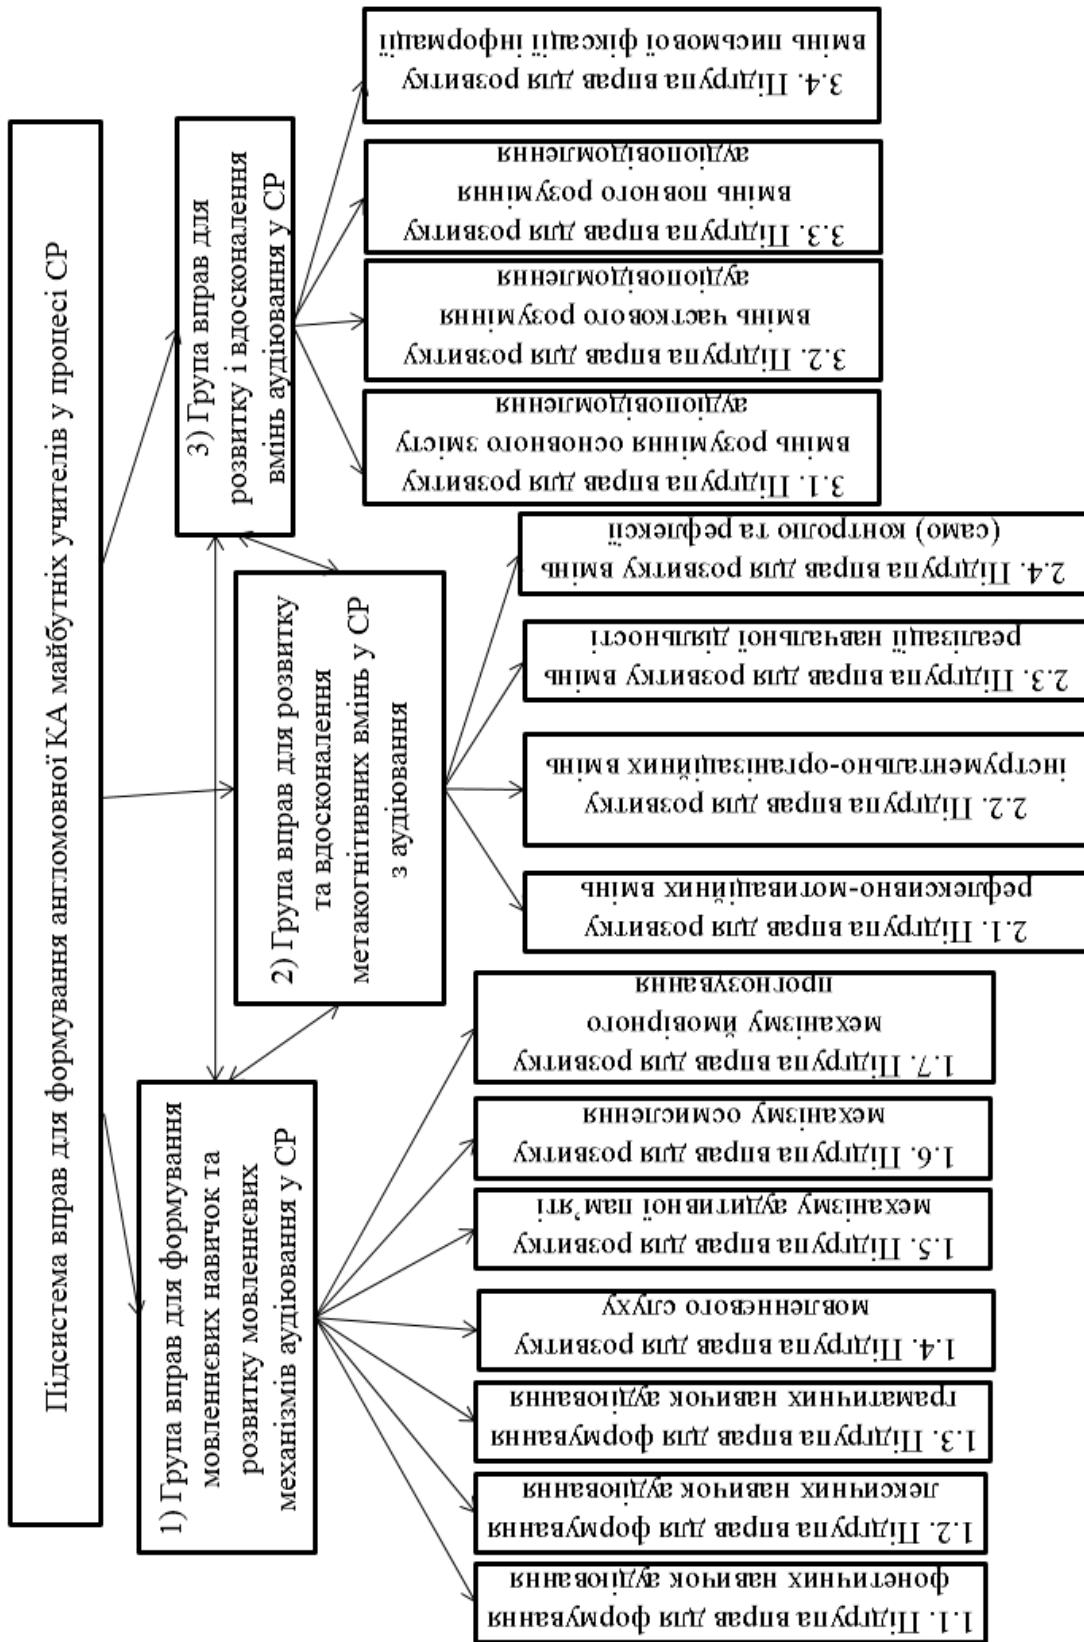 Підсистема вправ для формування англомовної КА майбутніх учителів у процесі СР
1) Група вправ для формування
мовленнєвих навичок та
розвитку мовленнєвих
механізмів аудіювання у СР
2) Група вправ для розвитку
та вдосконалення
метакогнітивних вмінь у СР
з аудіювання
3) Група вправ для
розвитку і вдосконалення
вмінь аудіювання у СР
1.1. Підгрупа вправ для формування
фонетичних навичок аудіювання
1.2. Підгрупа вправ для формування
лексичних навичок аудіювання
1.3. Підгрупа вправ для формування
граматичних навичок аудіювання
1.4. Підгрупа вправ для розвитку
мовленнєвого слуху
1.5. Підгрупа вправ для розвитку
механізму аудитивної пам’яті
1.6. Підгрупа вправ для розвитку
механізму осмислення
1.7. Підгрупа вправ для розвитку
механізму ймовірного
прогнозування
2.1. Підгрупа вправ для розвитку
рефлексивно-мотиваційних вмінь
2.2. Підгрупа вправ для розвитку
інструментально-організаційних вмінь
2.3. Підгрупа вправ для розвитку вмінь
реалізації навчальної діяльності
2.4. Підгрупа вправ для розвитку вмінь
(само) контролю та рефлексії
3.1. Підгрупа вправ для розвитку
вмінь розуміння основного змісту
аудіоповідомлення
3.2. Підгрупа вправ для розвитку
вмінь часткового розуміння
аудіоповідомлення
3.3. Підгрупа вправ для розвитку
вмінь повного розуміння
аудіоповідомлення
3.4. Підгрупа вправ для розвитку
вмінь письмової фіксації інформації